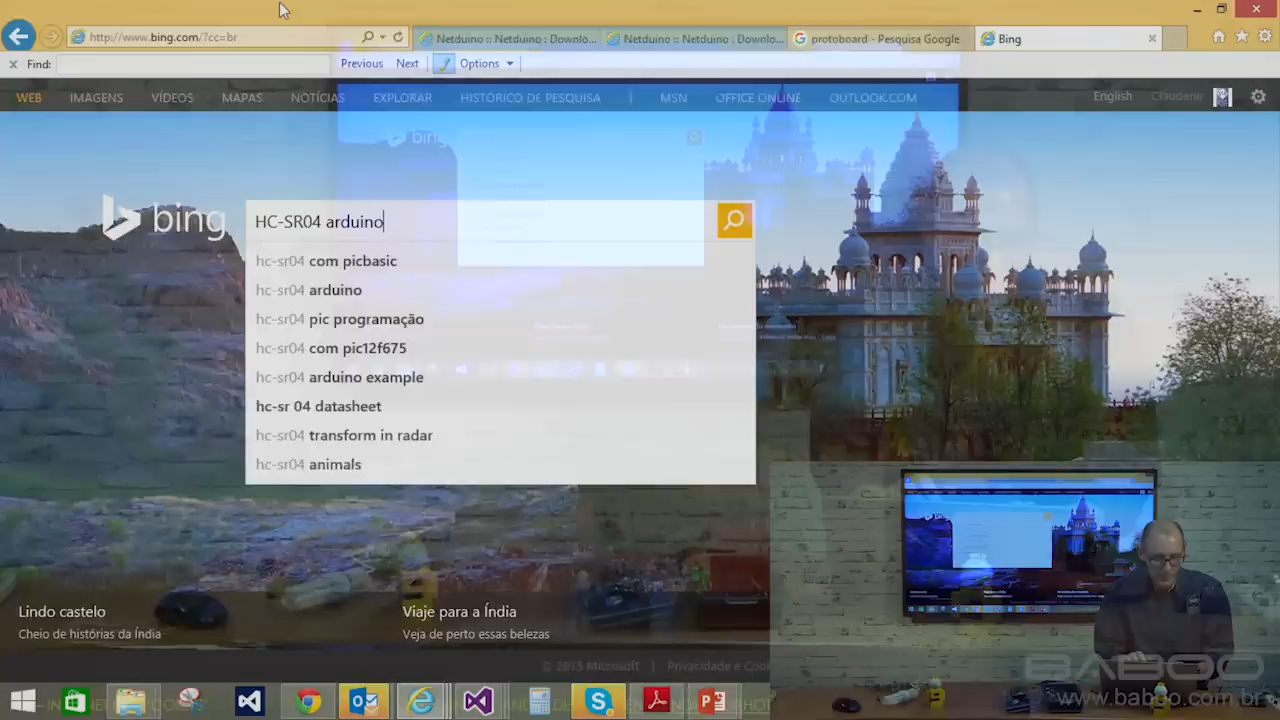 http://www.bing.com/?cc=br
Netduino :: Netduino : Downlo...
Netduino :: Netduino : Downlo...
protoboard - Pesquisa Google
Bing
Find:
Previous
Next
Options
WEB
IMAGENS
VÍDEOS
MAPAS
NOTÍCIAS
EXPLORAR
HISTÓRICO DE PESQUISA
MSN
OFFICE ONLINE
OUTLOOK.COM
English
Claudenir
bing
bing
HC-SR04 arduino
hc-sr04 com picbasic
hc-sr04 arduino
hc-sr04 pic programação
hc-sr04 com pic12f675
hc-sr04 arduino example
hc-sr 04 datasheet
hc-sr04 transform in radar
hc-sr04 animals
Lindo castelo
Cheio de histórias da Índia
Viaje para a Índia
Veja de perto essas belezas
© 2015 Microsoft
Privacidade e Cook
BABOO
www.baboo.com.br